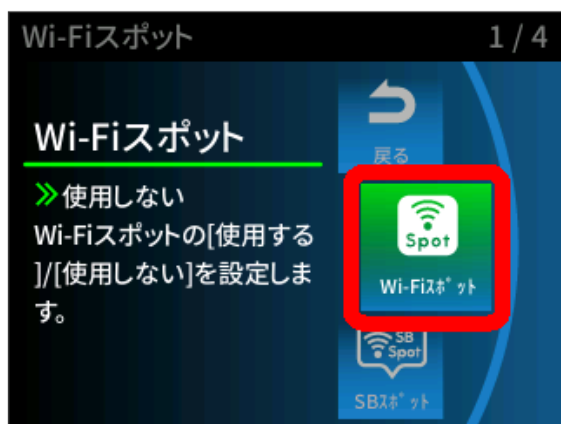 Wi-Fiスポット 1 / 4
Wi-Fiスポット
戻る
≫使用しない
Wi-Fiスポットの[使用する
]/[使用しない]を設定しま
す。
Spot
Wi-Fiｽﾎﾟｯﾄ
SB
Spot
SBｽﾎﾟｯﾄ